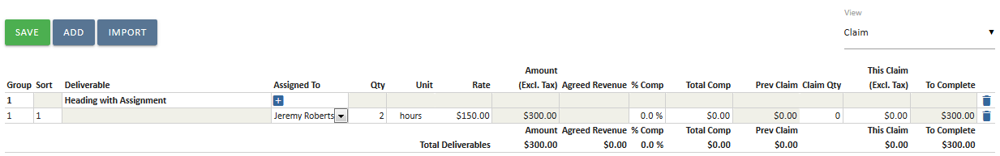 View
SAVE ADD IMPORT Claim
Amount This Claim
Group Sort Deliverable Assigned To Qty Unit Rate (Excl. Tax) Agreed Revenue % Comp Total Comp Prev Claim Claim Qty (Excl. Tax) To Complete
1 Heading with Assignment
1 1 Jeremy Roberts 2 hours $150.00 $300.00 0.0 % $0.00 $0.00 0 $0.00 $300.00
Amount Agreed Revenue % Comp Total Comp Prev Claim This Claim To Complete
Total Deliverables $300.00 $0.00 0.0 % $0.00 $0.00 $0.00 $300.00